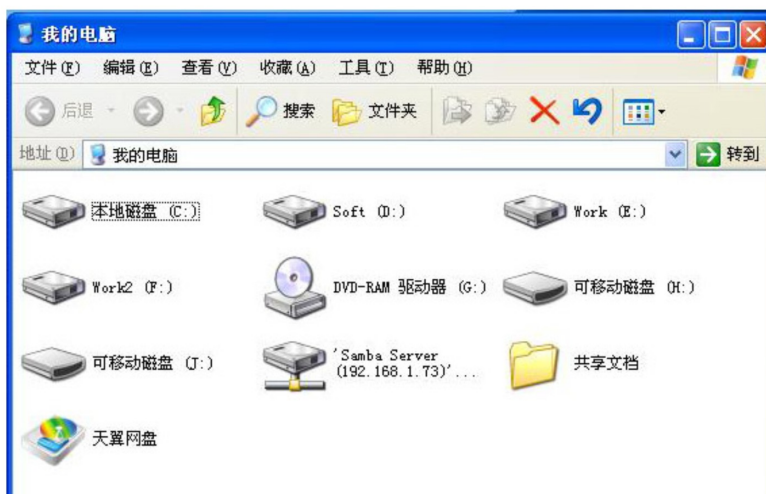 我的电脑
文件(F) 编辑(E) 查看(V) 收藏(A) 工具(T) 帮助(H)
后退 搜索 文件夹
地址(D) 我的电脑 转到
本地磁盘 (C:) Soft (D:) Work (E:)
Work2 (F:) DVD-RAM 驱动器 (G:) 可移动磁盘 (H:)
可移动磁盘 (J:) 'Samba Server
(192.168.1.73)'... 共享文档
天翼网盘